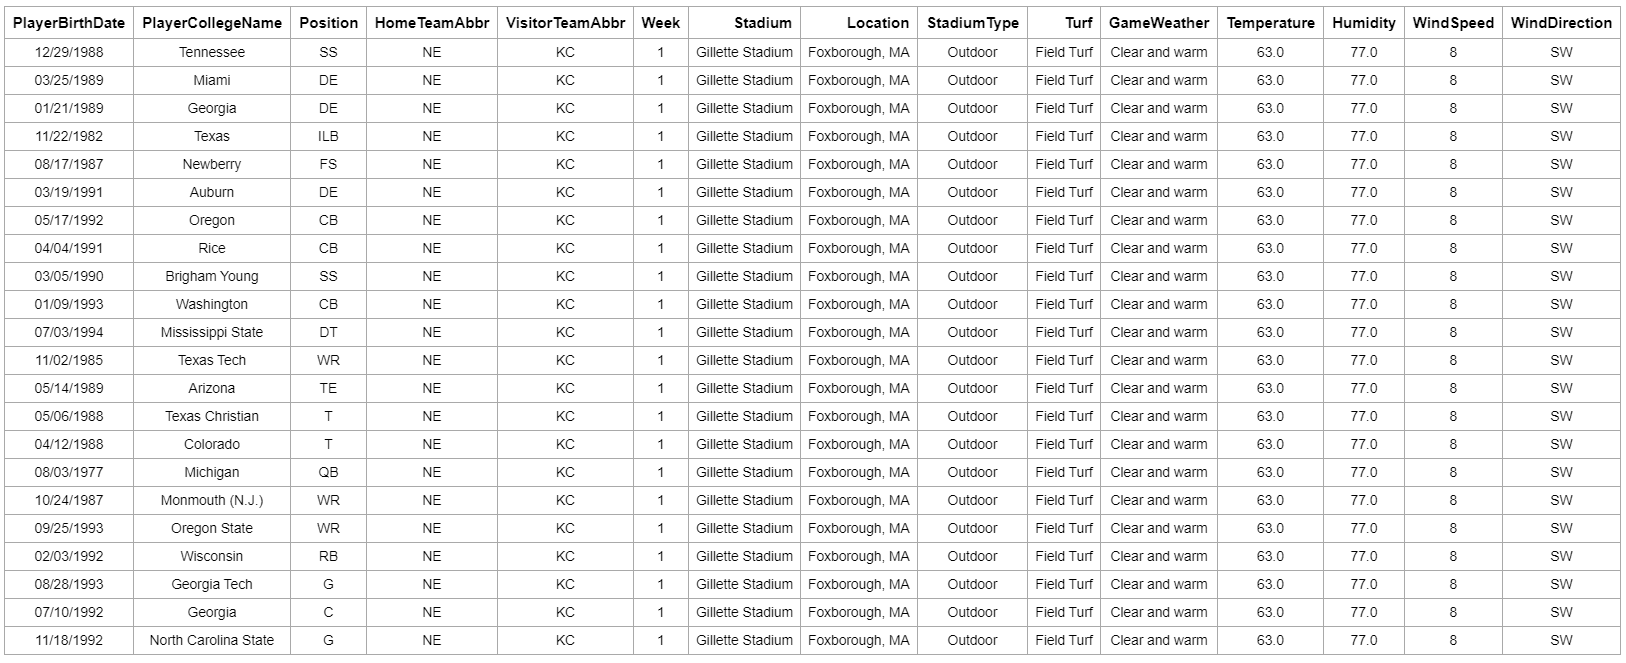 PlayerBirthDate PlayerCollegeName Position HomeTeamAbbr VisitorTeamAbbr Week Stadium Location StadiumType Turf GameWeather Temperature Humidity WindSpeed WindDirection
12/29/1988 Tennessee SS NE KC 1 Gillette Stadium Foxborough, MA Outdoor Field Turf Clear and warm 63.0 77.0 8 SW
03/25/1989 Miami DE NE KC 1 Gillette Stadium Foxborough, MA Outdoor Field Turf Clear and warm 63.0 77.0 8 SW
01/21/1989 Georgia DE NE KC 1 Gillette Stadium Foxborough, MA Outdoor Field Turf Clear and warm 63.0 77.0 8 SW
11/22/1982 Texas ILB NE KC 1 Gillette Stadium Foxborough, MA Outdoor Field Turf Clear and warm 63.0 77.0 8 SW
08/17/1987 Newberry FS NE KC 1 Gillette Stadium Foxborough, MA Outdoor Field Turf Clear and warm 63.0 77.0 8 SW
03/19/1991 Auburn DE NE KC 1 Gillette Stadium Foxborough, MA Outdoor Field Turf Clear and warm 63.0 77.0 8 SW
05/17/1992 Oregon CB NE KC 1 Gillette Stadium Foxborough, MA Outdoor Field Turf Clear and warm 63.0 77.0 8 SW
04/04/1991 Rice CB NE KC 1 Gillette Stadium Foxborough, MA Outdoor Field Turf Clear and warm 63.0 77.0 8 SW
03/05/1990 Brigham Young SS NE KC 1 Gillette Stadium Foxborough, MA Outdoor Field Turf Clear and warm 63.0 77.0 8 SW
01/09/1993 Washington CB NE KC 1 Gillette Stadium Foxborough, MA Outdoor Field Turf Clear and warm 63.0 77.0 8 SW
07/03/1994 Mississippi State DT NE KC 1 Gillette Stadium Foxborough, MA Outdoor Field Turf Clear and warm 63.0 77.0 8 SW
11/02/1985 Texas Tech WR NE KC 1 Gillette Stadium Foxborough, MA Outdoor Field Turf Clear and warm 63.0 77.0 8 SW
05/14/1989 Arizona TE NE KC 1 Gillette Stadium Foxborough, MA Outdoor Field Turf Clear and warm 63.0 77.0 8 SW
05/06/1988 Texas Christian T NE KC 1 Gillette Stadium Foxborough, MA Outdoor Field Turf Clear and warm 63.0 77.0 8 SW
04/12/1988 Colorado T NE KC 1 Gillette Stadium Foxborough, MA Outdoor Field Turf Clear and warm 63.0 77.0 8 SW
08/03/1977 Michigan QB NE KC 1 Gillette Stadium Foxborough, MA Outdoor Field Turf Clear and warm 63.0 77.0 8 SW
10/24/1987 Monmouth (N.J.) WR NE KC 1 Gillette Stadium Foxborough, MA Outdoor Field Turf Clear and warm 63.0 77.0 8 SW
09/25/1993 Oregon State WR NE KC 1 Gillette Stadium Foxborough, MA Outdoor Field Turf Clear and warm 63.0 77.0 8 SW
02/03/1992 Wisconsin RB NE KC 1 Gillette Stadium Foxborough, MA Outdoor Field Turf Clear and warm 63.0 77.0 8 SW
08/28/1993 Georgia Tech G NE KC 1 Gillette Stadium Foxborough, MA Outdoor Field Turf Clear and warm 63.0 77.0 8 SW
07/10/1992 Georgia C NE KC 1 Gillette Stadium Foxborough, MA Outdoor Field Turf Clear and warm 63.0 77.0 8 SW
11/18/1992 North Carolina State G NE KC 1 Gillette Stadium Foxborough, MA Outdoor Field Turf Clear and warm 63.0 77.0 8 SW